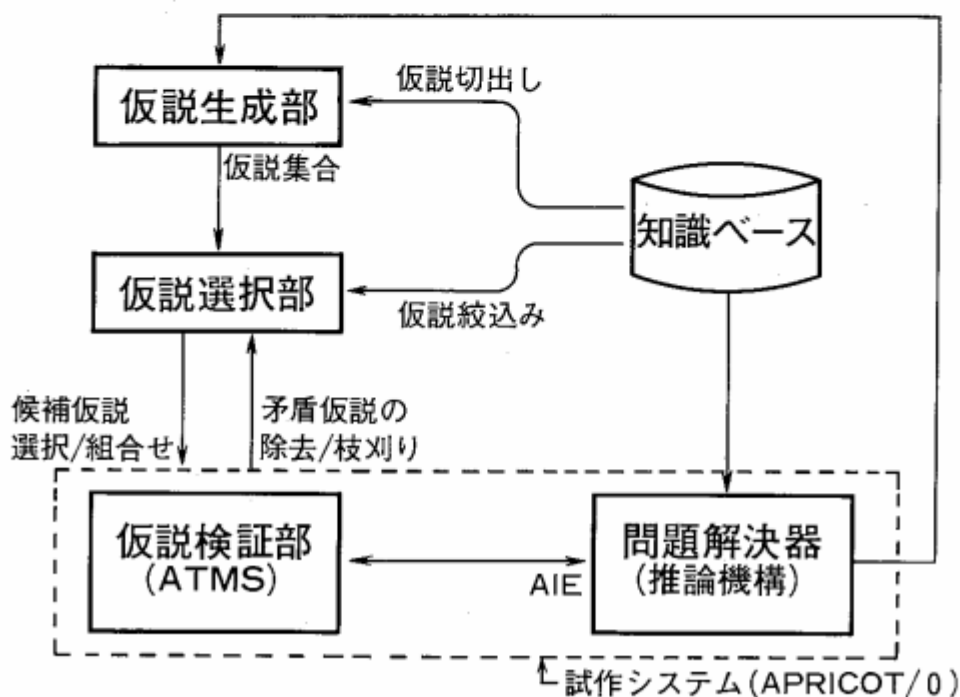 仮説生成部
仮説切出し
仮説集合
知識ベース
仮説選択部
仮説絞込み
候補仮説
選択/組合せ
矛盾仮説の
除去/枝刈り
仮説検証部
(ATMS)
AIE
問題解決器
(推論機構)
試作システム(APRICOT/0)